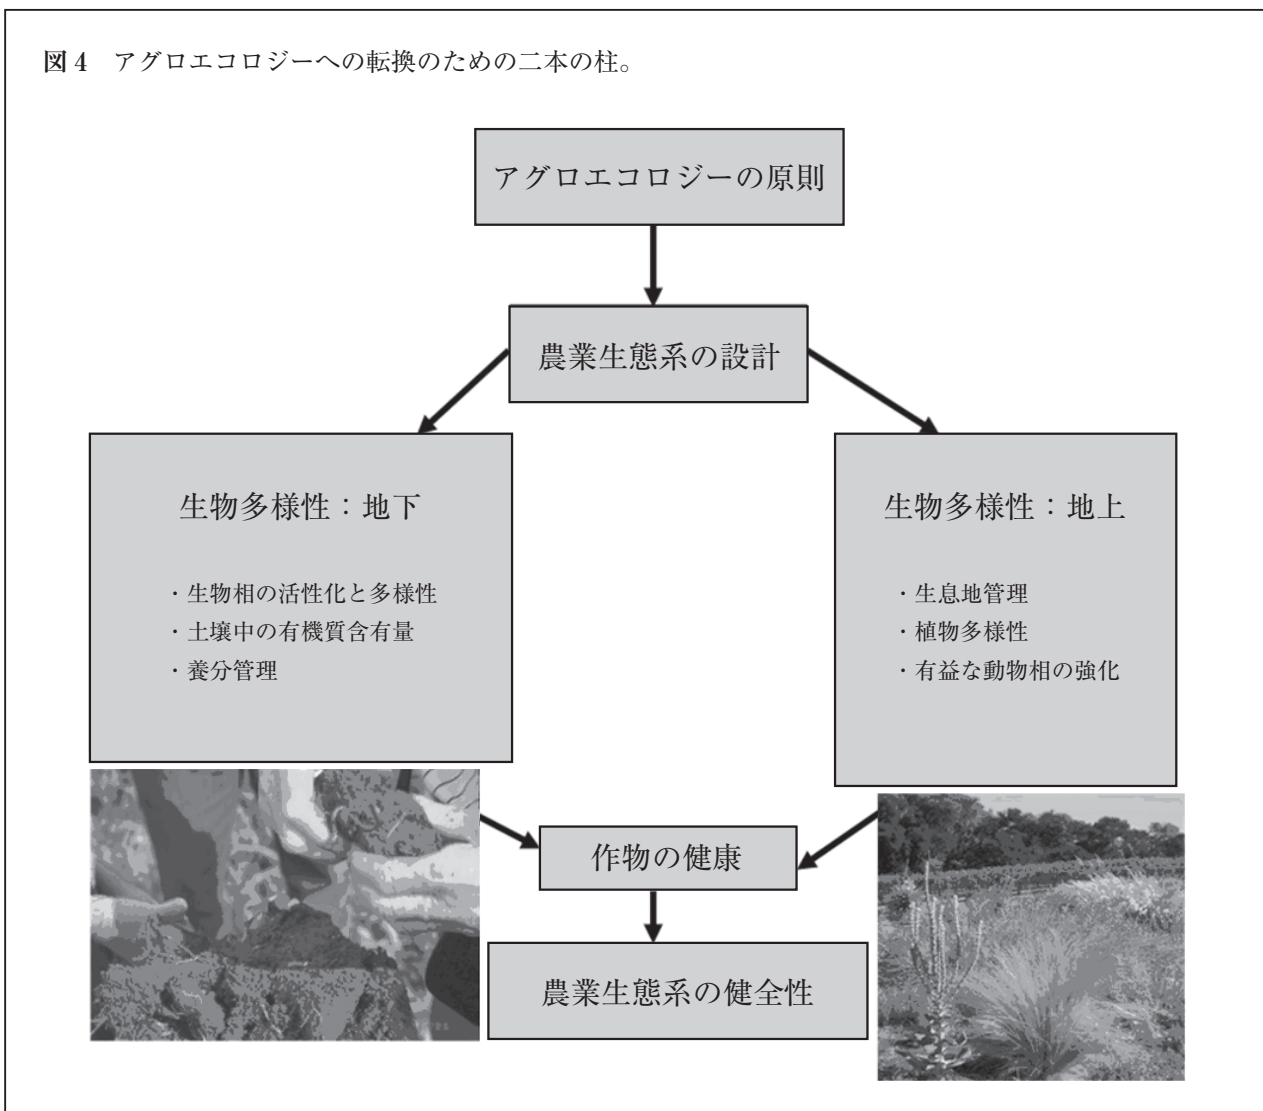 図4 アグロエコロジーへの転換のための二本の柱。
アグロエコロジーの原則
農業生態系の設計
生物多様性：地下
・生物相の活性化と多様性
・土壌中の有機質含有量
・養分管理
生物多様性：地上
・生息地管理
・植物多様性
・有益な動物相の強化
作物の健康
農業生態系の健全性